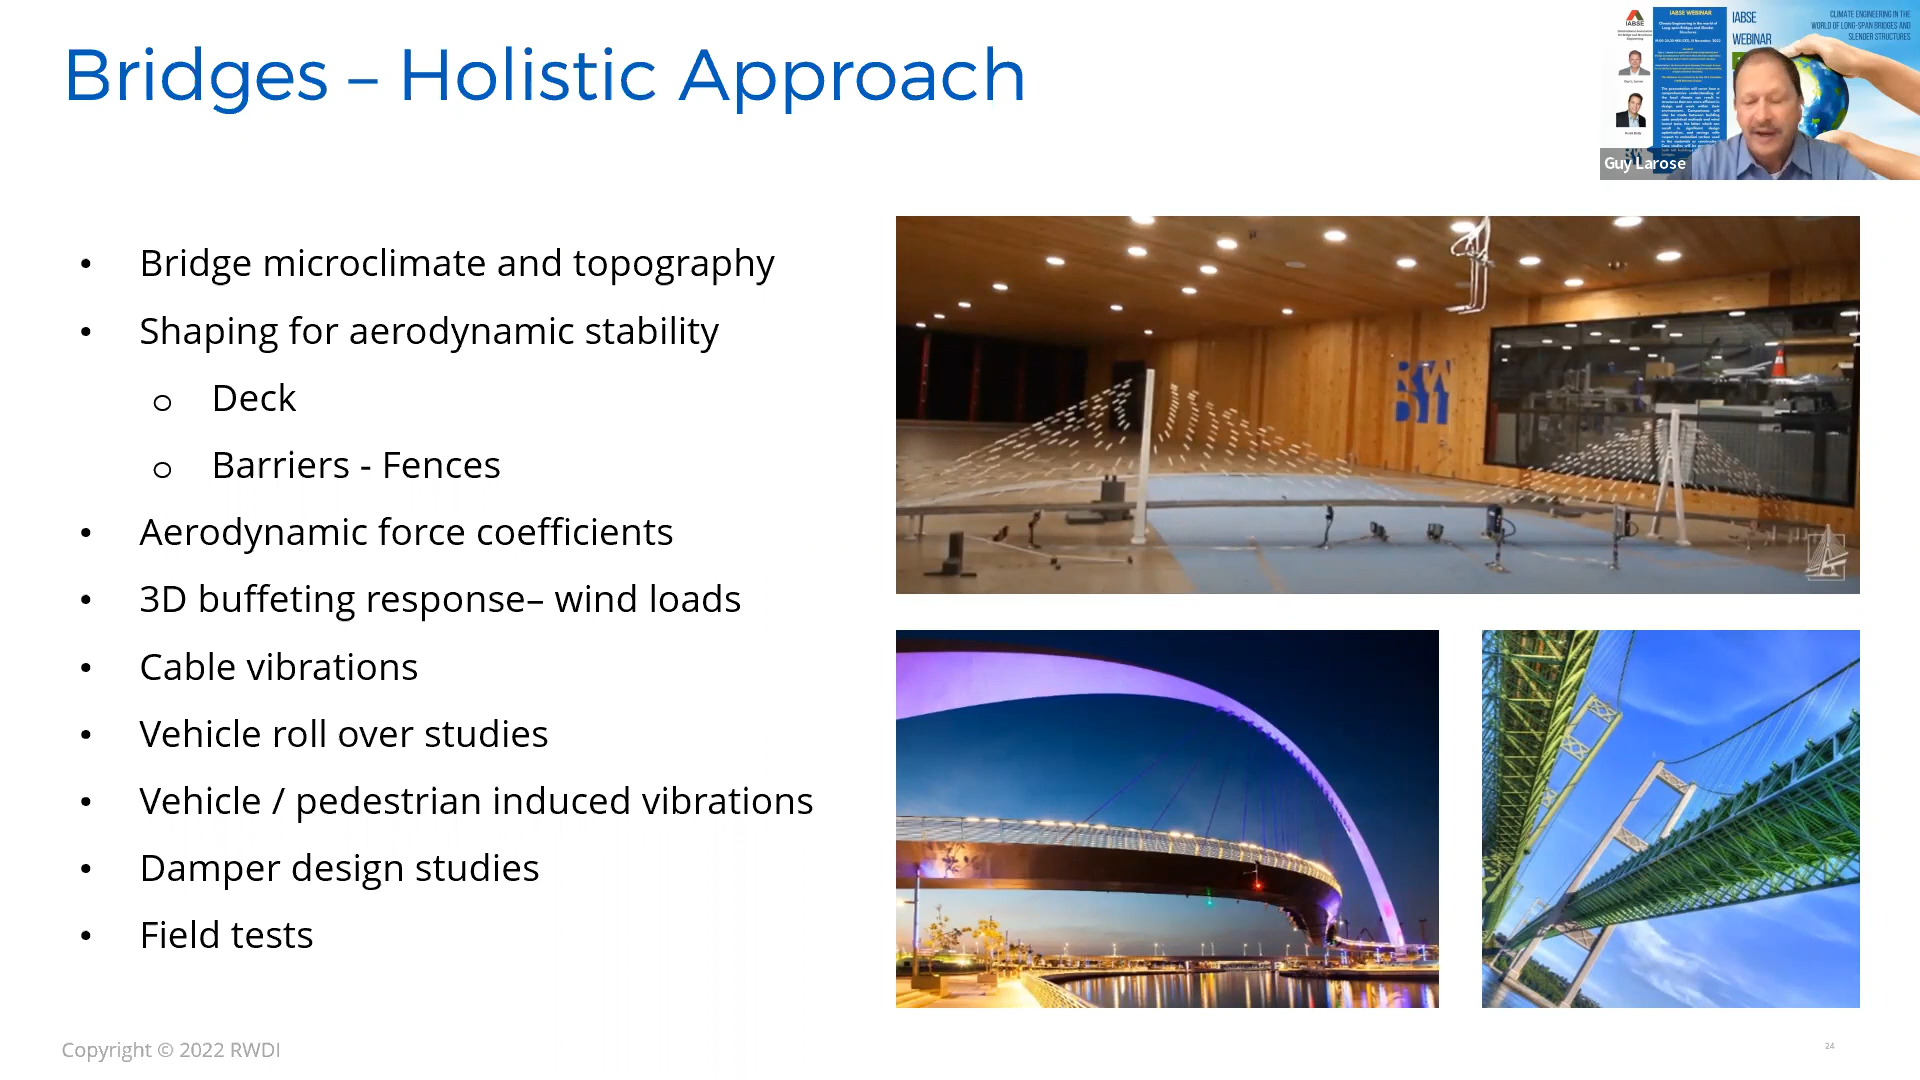 Bridges – Holistic Approach
IABSE
IABSE WEBINAR
IABSE
WEBINAR
CLIMATE ENGINEERING IN THE
WORLD OF LONG-SPAN BRIDGES AND
SLENDER STRUCTURES
Guy Larose
• Bridge microclimate and topography
• Shaping for aerodynamic stability
o Deck
o Barriers - Fences
• Aerodynamic force coefficients
• 3D buffeting response– wind loads
• Cable vibrations
• Vehicle roll over studies
• Vehicle / pedestrian induced vibrations
• Damper design studies
• Field tests
RW
DI
Copyright © 2022 RWDI
24